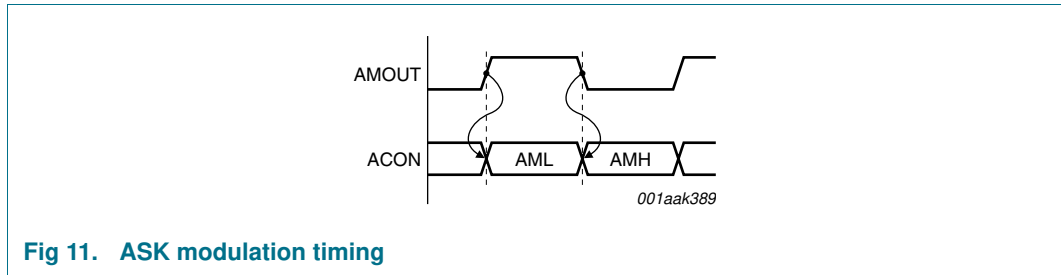 AMOUT
ACON
AML
AMH
001aak389
Fig 11. ASK modulation timing